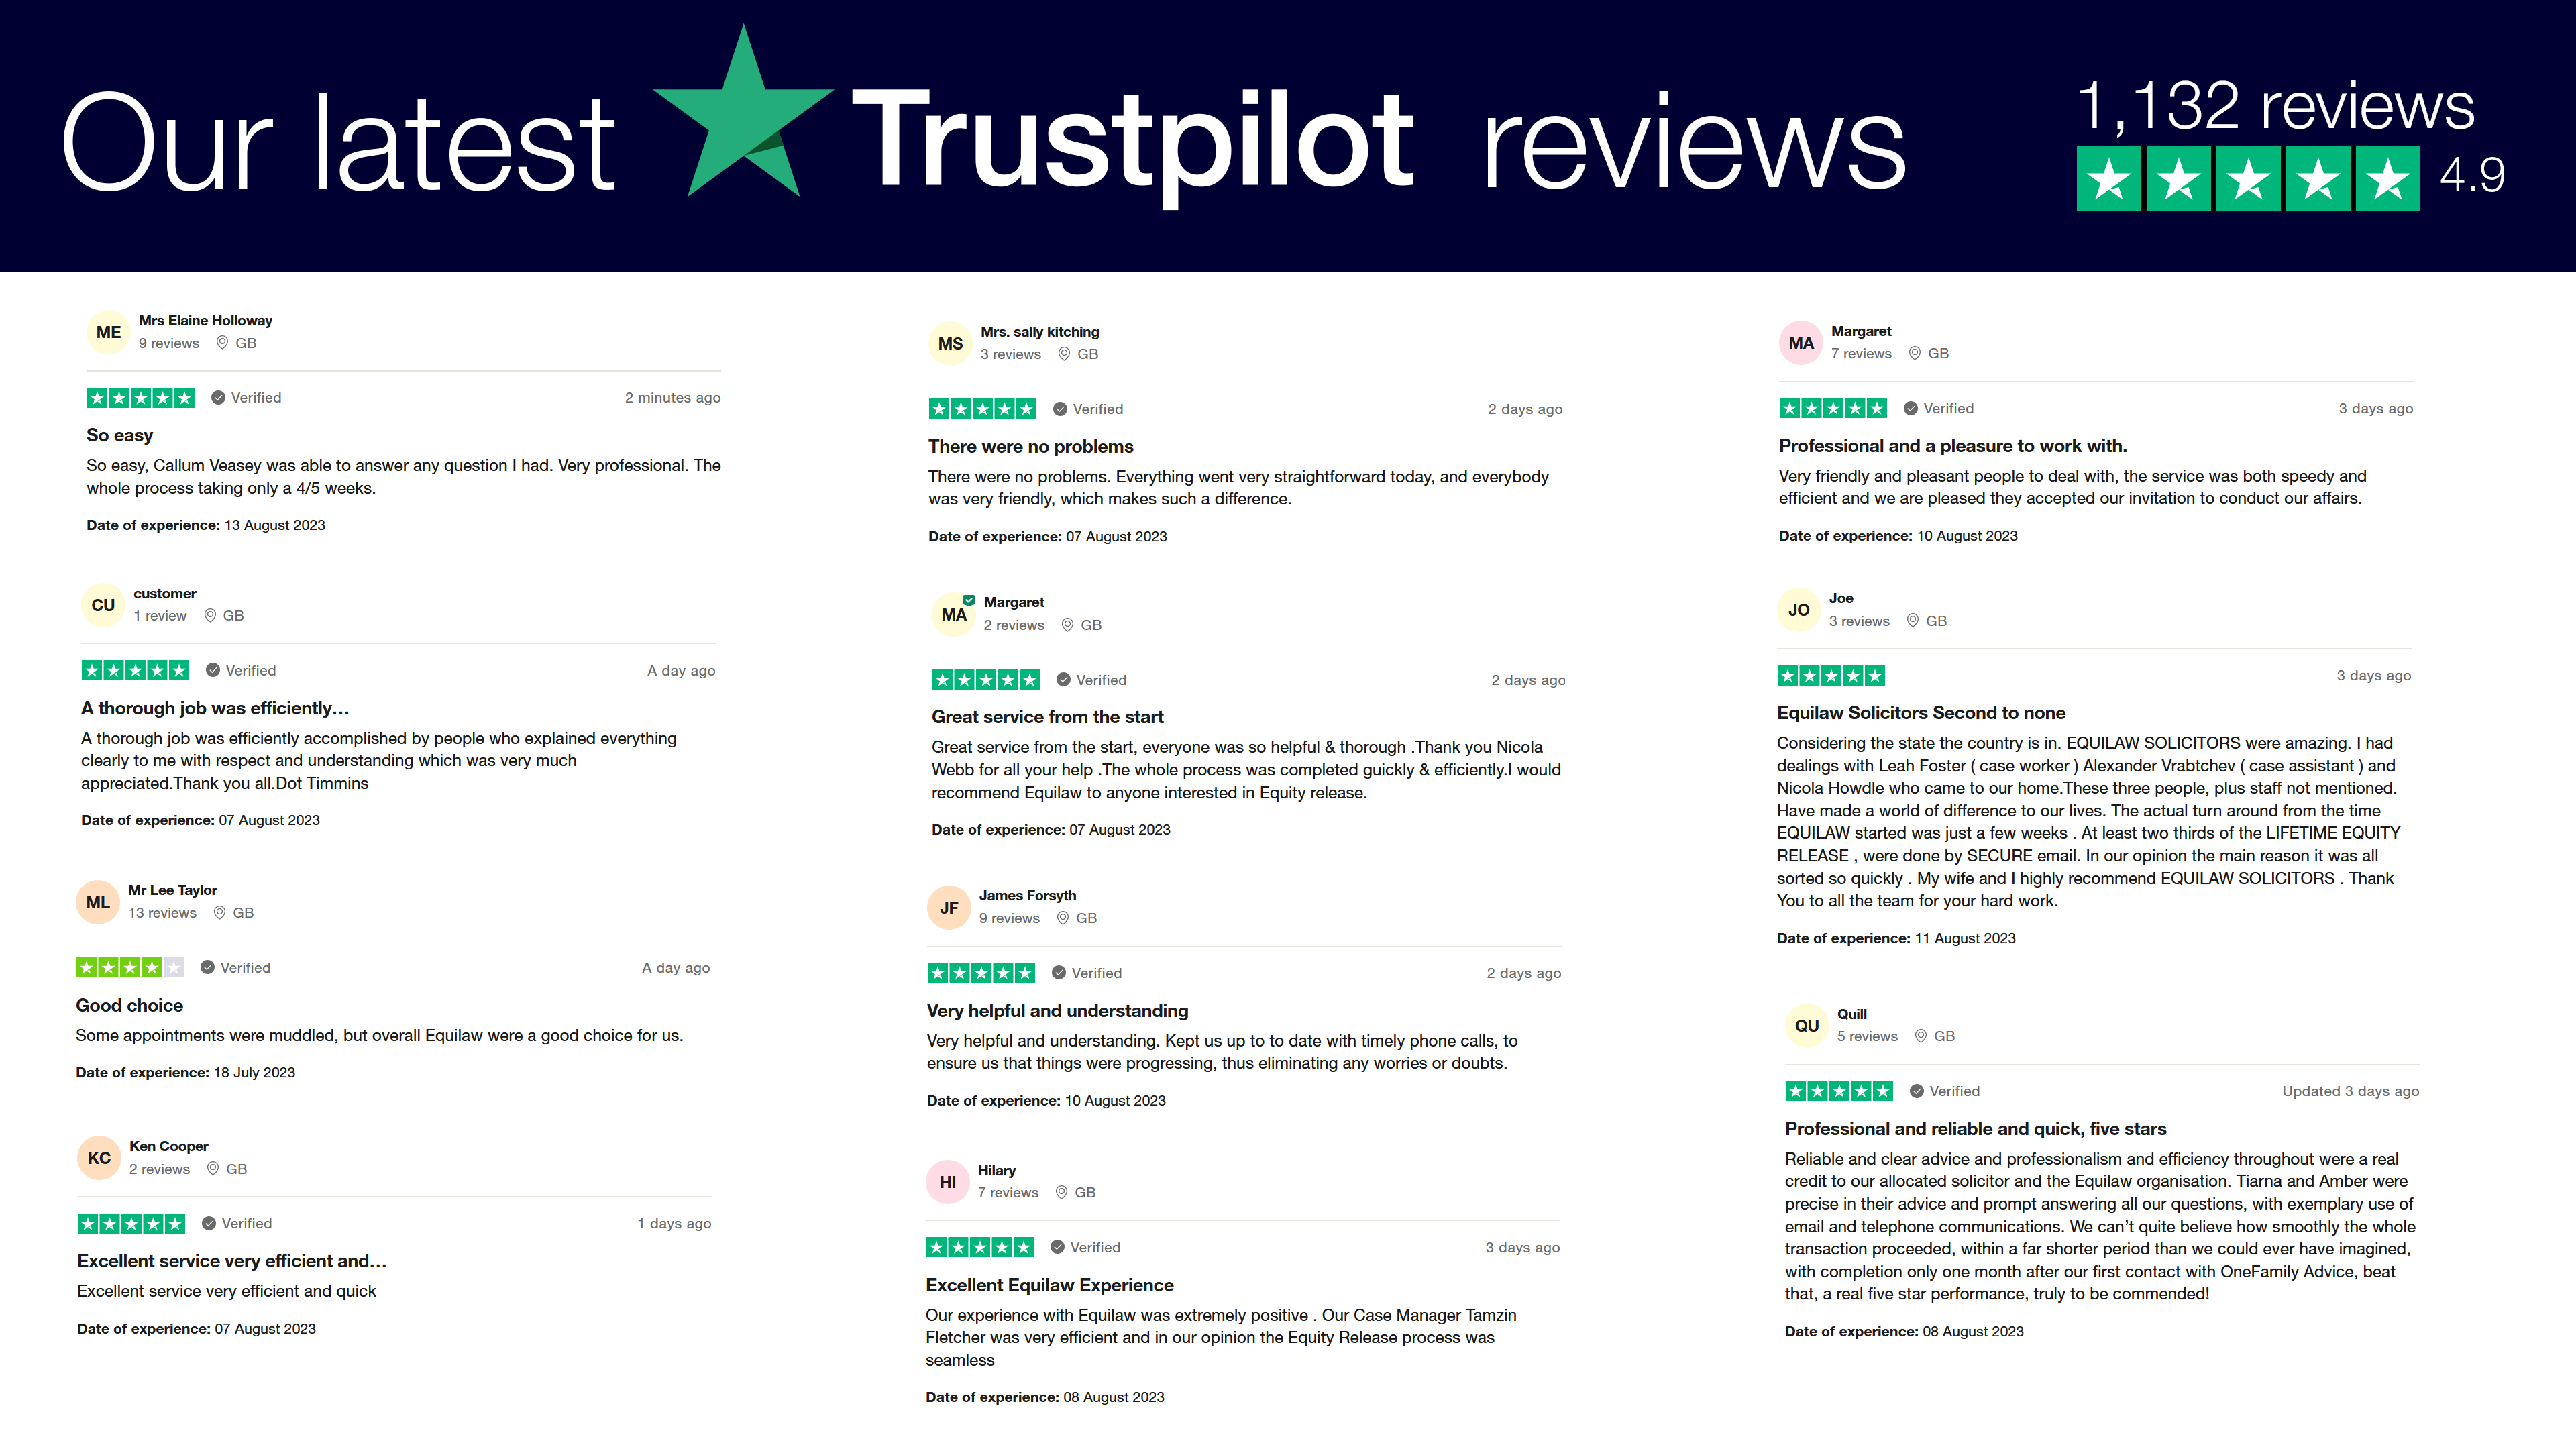 Our latest Trustpilot reviews
1,132 reviews
4.9
ME
Mrs Elaine Holloway
9 reviews GB
Verified
2 minutes ago
So easy
So easy, Callum Veasey was able to answer any question I had. Very professional. The
whole process taking only a 4/5 weeks.
Date of experience: 13 August 2023
CU
customer
1 review GB
Verified
A day ago
A thorough job was efficiently…
A thorough job was efficiently accomplished by people who explained everything
clearly to me with respect and understanding which was very much
appreciated.Thank you all.Dot Timmins
Date of experience: 07 August 2023
ML
Mr Lee Taylor
13 reviews GB
Verified
A day ago
Good choice
Some appointments were muddled, but overall Equilaw were a good choice for us.
Date of experience: 18 July 2023
KC
Ken Cooper
2 reviews GB
Verified
1 days ago
Excellent service very efficient and…
Excellent service very efficient and quick
Date of experience: 07 August 2023
MS
Mrs. sally kitching
3 reviews GB
Verified
2 days ago
There were no problems
There were no problems. Everything went very straightforward today, and everybody
was very friendly, which makes such a difference.
Date of experience: 07 August 2023
MA
Margaret
2 reviews GB
Verified
2 days ago
Great service from the start
Great service from the start, everyone was so helpful & thorough .Thank you Nicola
Webb for all your help .The whole process was completed guickly & efficiently.I would
recommend Equilaw to anyone interested in Equity release.
Date of experience: 07 August 2023
JF
James Forsyth
9 reviews GB
Verified
2 days ago
Very helpful and understanding
Very helpful and understanding. Kept us up to to date with timely phone calls, to
ensure us that things were progressing, thus eliminating any worries or doubts.
Date of experience: 10 August 2023
HI
Hilary
7 reviews GB
Verified
3 days ago
Excellent Equilaw Experience
Our experience with Equilaw was extremely positive . Our Case Manager Tamzin
Fletcher was very efficient and in our opinion the Equity Release process was
seamless
Date of experience: 08 August 2023
MA
Margaret
7 reviews GB
Verified
3 days ago
Professional and a pleasure to work with.
Very friendly and pleasant people to deal with, the service was both speedy and
efficient and we are pleased they accepted our invitation to conduct our affairs.
Date of experience: 10 August 2023
JO
Joe
3 reviews GB
3 days ago
Equilaw Solicitors Second to none
Considering the state the country is in. EQUILAW SOLICITORS were amazing. I had
dealings with Leah Foster ( case worker ) Alexander Vrabtchev ( case assistant ) and
Nicola Howdle who came to our home.These three people, plus staff not mentioned.
Have made a world of difference to our lives. The actual turn around from the time
EQUILAW started was just a few weeks . At least two thirds of the LIFETIME EQUITY
RELEASE , were done by SECURE email. In our opinion the main reason it was all
sorted so quickly . My wife and I highly recommend EQUILAW SOLICITORS . Thank
You to all the team for your hard work.
Date of experience: 11 August 2023
QU
Quill
5 reviews GB
Verified
Updated 3 days ago
Professional and reliable and quick, five stars
Reliable and clear advice and professionalism and efficiency throughout were a real
credit to our allocated solicitor and the Equilaw organisation. Tiarna and Amber were
precise in their advice and prompt answering all our questions, with exemplary use of
email and telephone communications. We can’t quite believe how smoothly the whole
transaction proceeded, within a far shorter period than we could ever have imagined,
with completion only one month after our first contact with OneFamily Advice, beat
that, a real five star performance, truly to be commended!
Date of experience: 08 August 2023